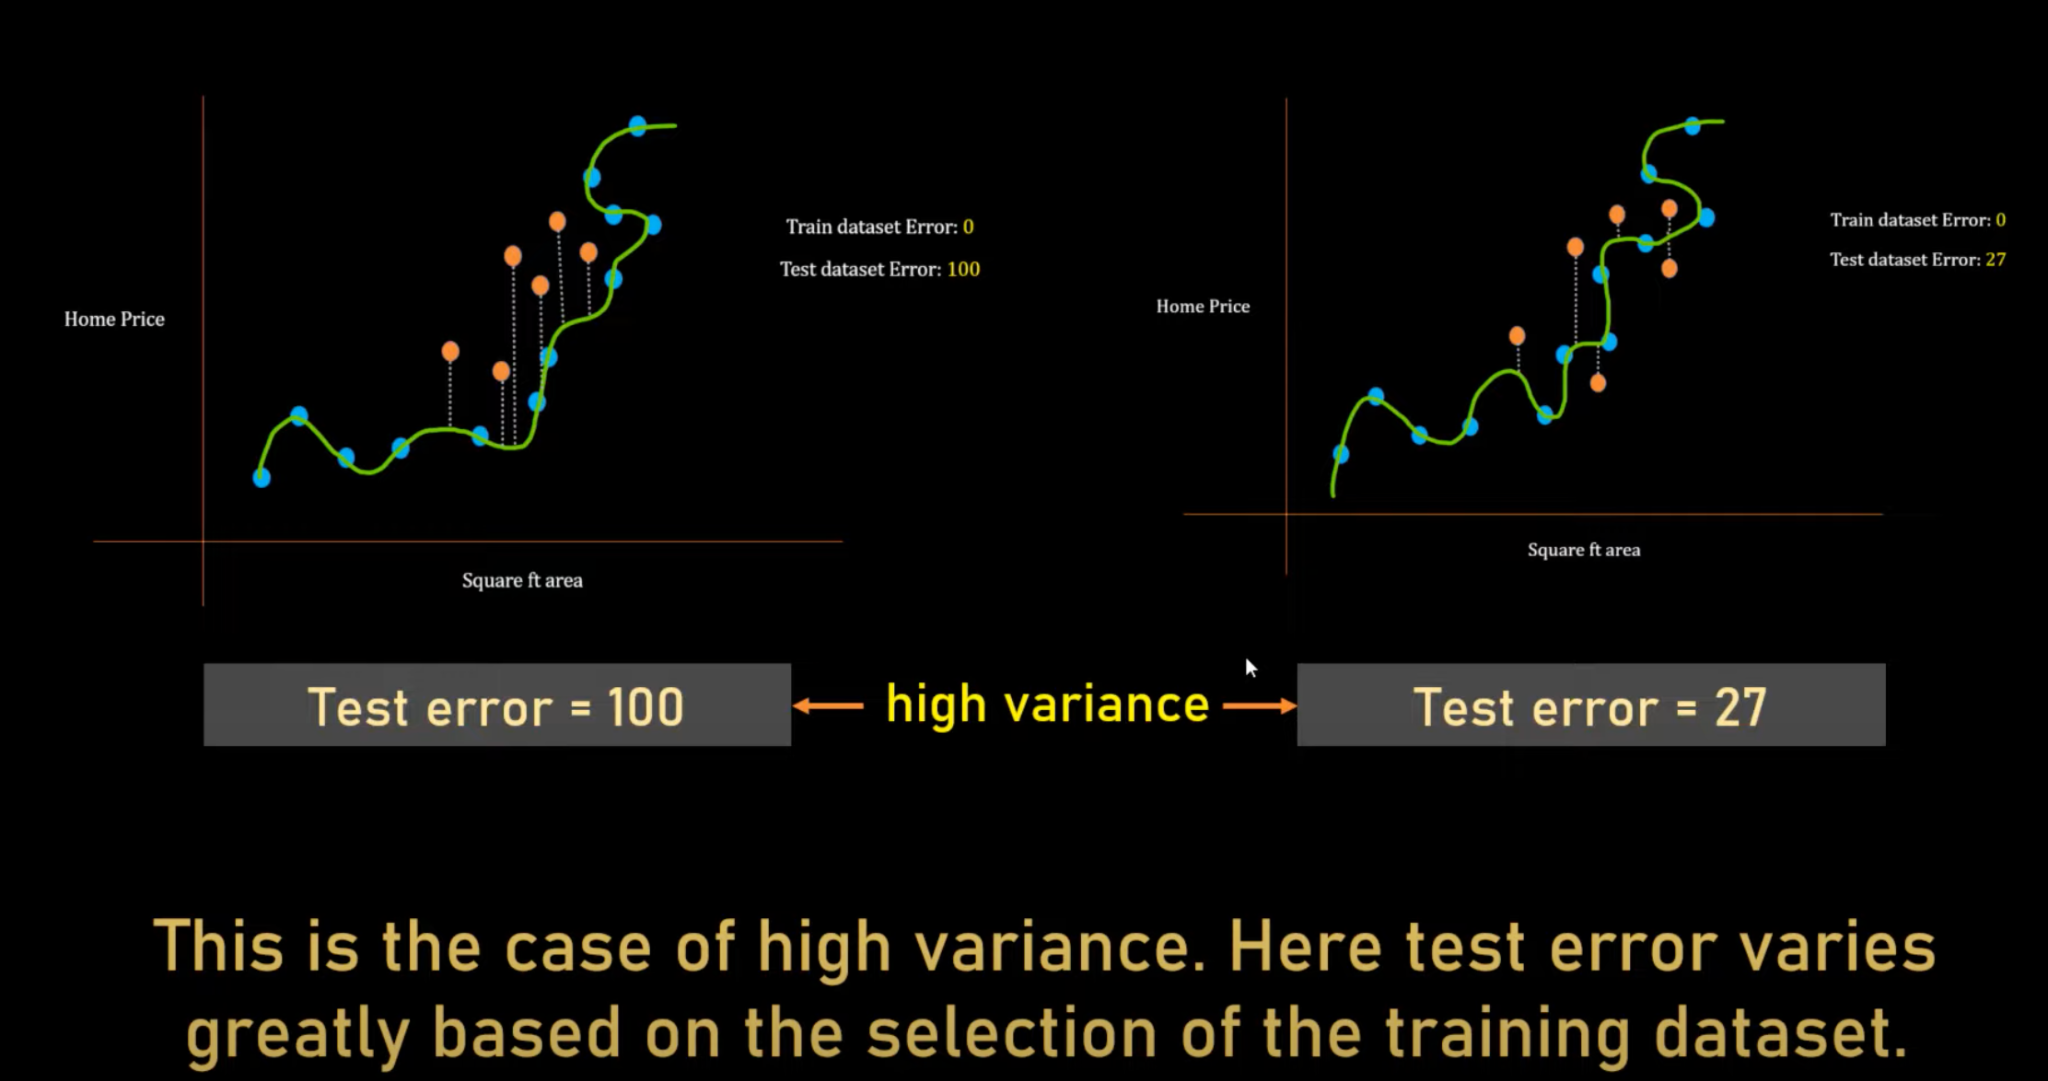 Home Price
Train dataset Error: 0
Test dataset Error: 100
Square ft area
Home Price
Train dataset Error: 0
Test dataset Error: 27
Square ft area
Test error = 100
high variance
Test error = 27
This is the case of high variance. Here test error varies
greatly based on the selection of the training dataset.